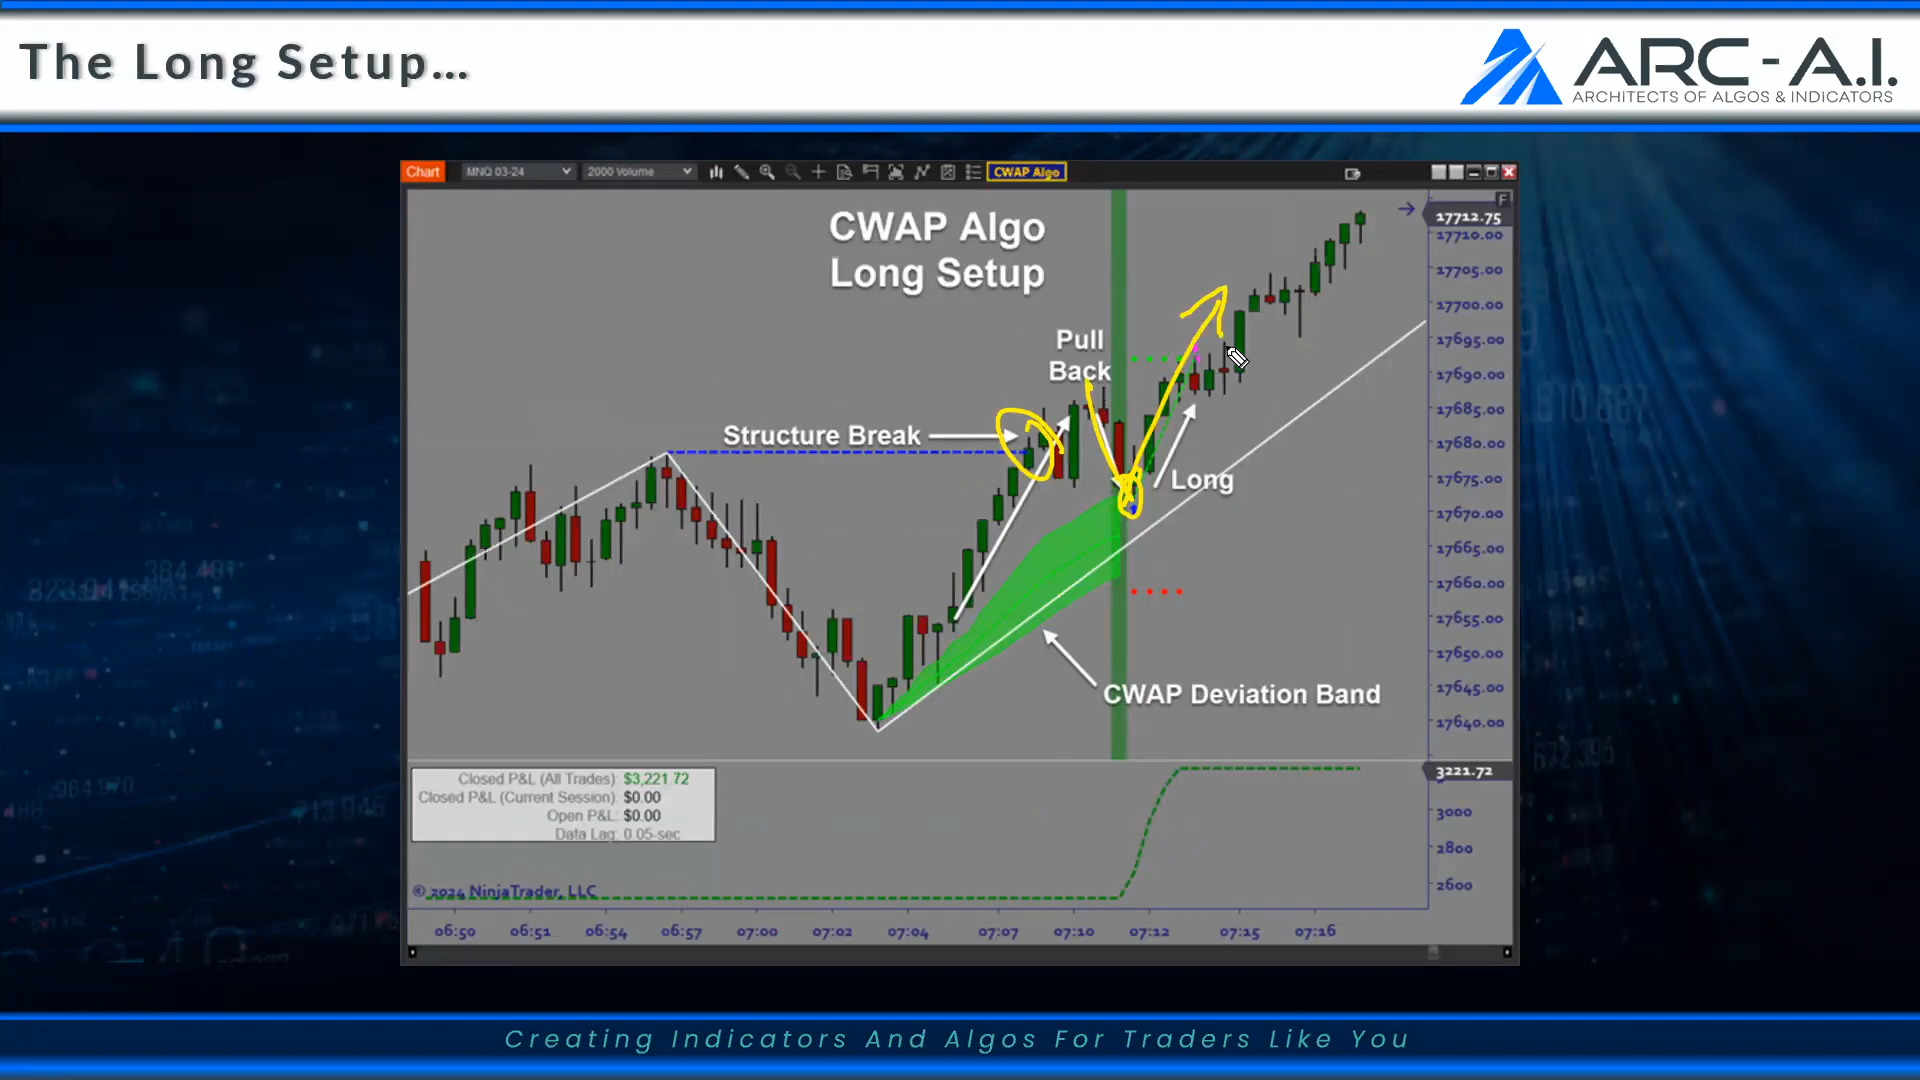 The Long Setup...
ARC-A.I.
ARCHITECTS OF ALGOS & INDICATORS
Chart
MNQ 03-24
2000 Volume
CWAP Algo
F
CWAP Algo
Long Setup
17712.75
17710.00
17705.00
17700.00
17695.00
17690.00
17685.00
17680.00
17675.00
17670.00
17665.00
17660.00
17655.00
17650.00
17645.00
17640.00
Pull
Back
Structure Break
Long
CWAP Deviation Band
Closed P&L (All Trades): $3,221.72
Closed P&L (Current Session): $0.00
Open P&L: $0.00
Data Lag: 0.05-sec
3221.72
3000
2800
2600
© 2024 NinjaTrader, LLC
06:50 06:51 06:54 06:57 07:00 07:02 07:04 07:07 07:10 07:12 07:15 07:16
Creating Indicators And Algos For Traders Like You